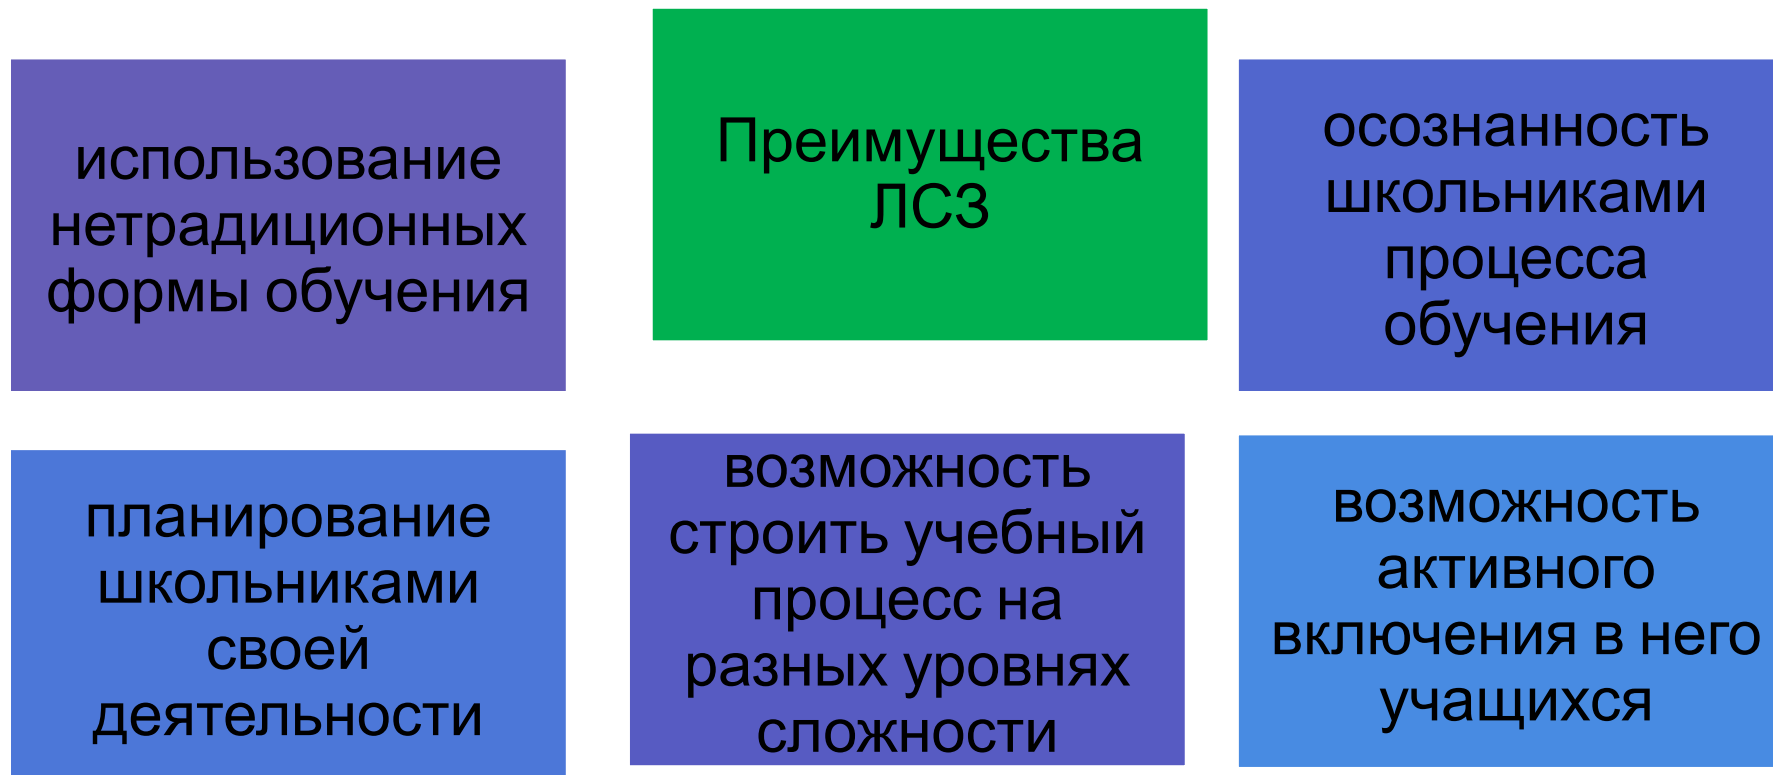 использование
нетрадиционных
формы обучения
Преимущества
ЛСЗ
осознанность
школьниками
процесса
обучения
планирование
школьниками
своей
деятельности
возможность
строить учебный
процесс на
разных уровнях
сложности
возможность
активного
включения в него
учащихся